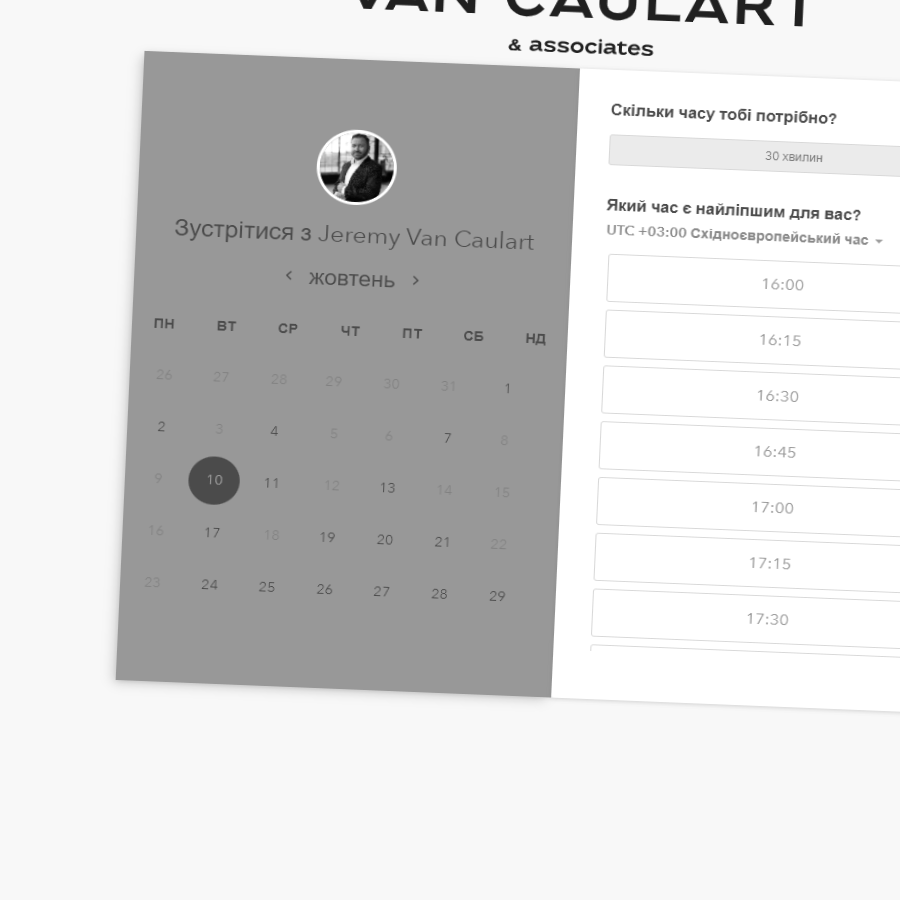 VAN CAULART
& associates
Зустрітися з Jeremy Van Caulart
жовтень
ПН ВТ СР ЧТ ПТ СБ НД
26 27 28 29 30 31 1
2 3 4 5 6 7 8
9 10 11 12 13 14 15
16 17 18 19 20 21 22
23 24 25 26 27 28 29
Скільки часу тобі потрібно?
30 хвилин
Який час є найліпшим для вас?
UTC +03:00 Східноєвропейський час
16:00
16:15
16:30
16:45
17:00
17:15
17:30